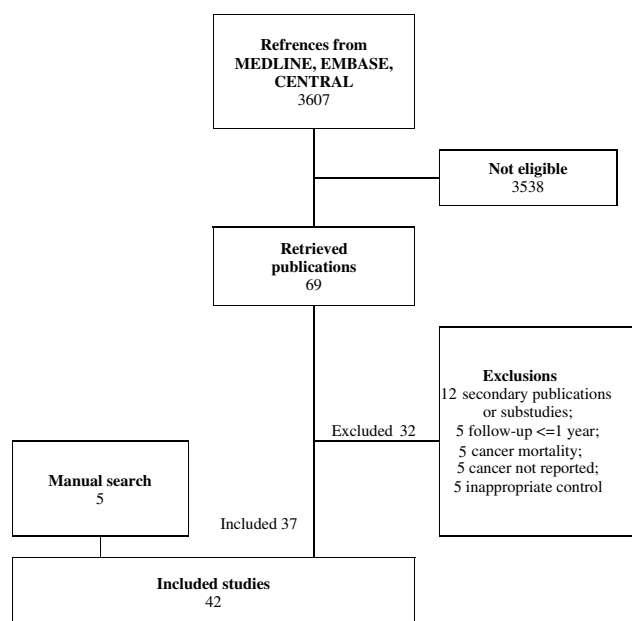 Refrences from
MEDLINE, EMBASE,
CENTRAL
3607
Not eligible
3538
Retrieved
publications
69
Exclusions
12 secondary publications
or substudies;
5 follow-up <=1 year;
5 cancer mortality;
5 cancer not reported;
5 inappropriate control
Excluded 32
Manual search
5
Included 37
Included studies
42